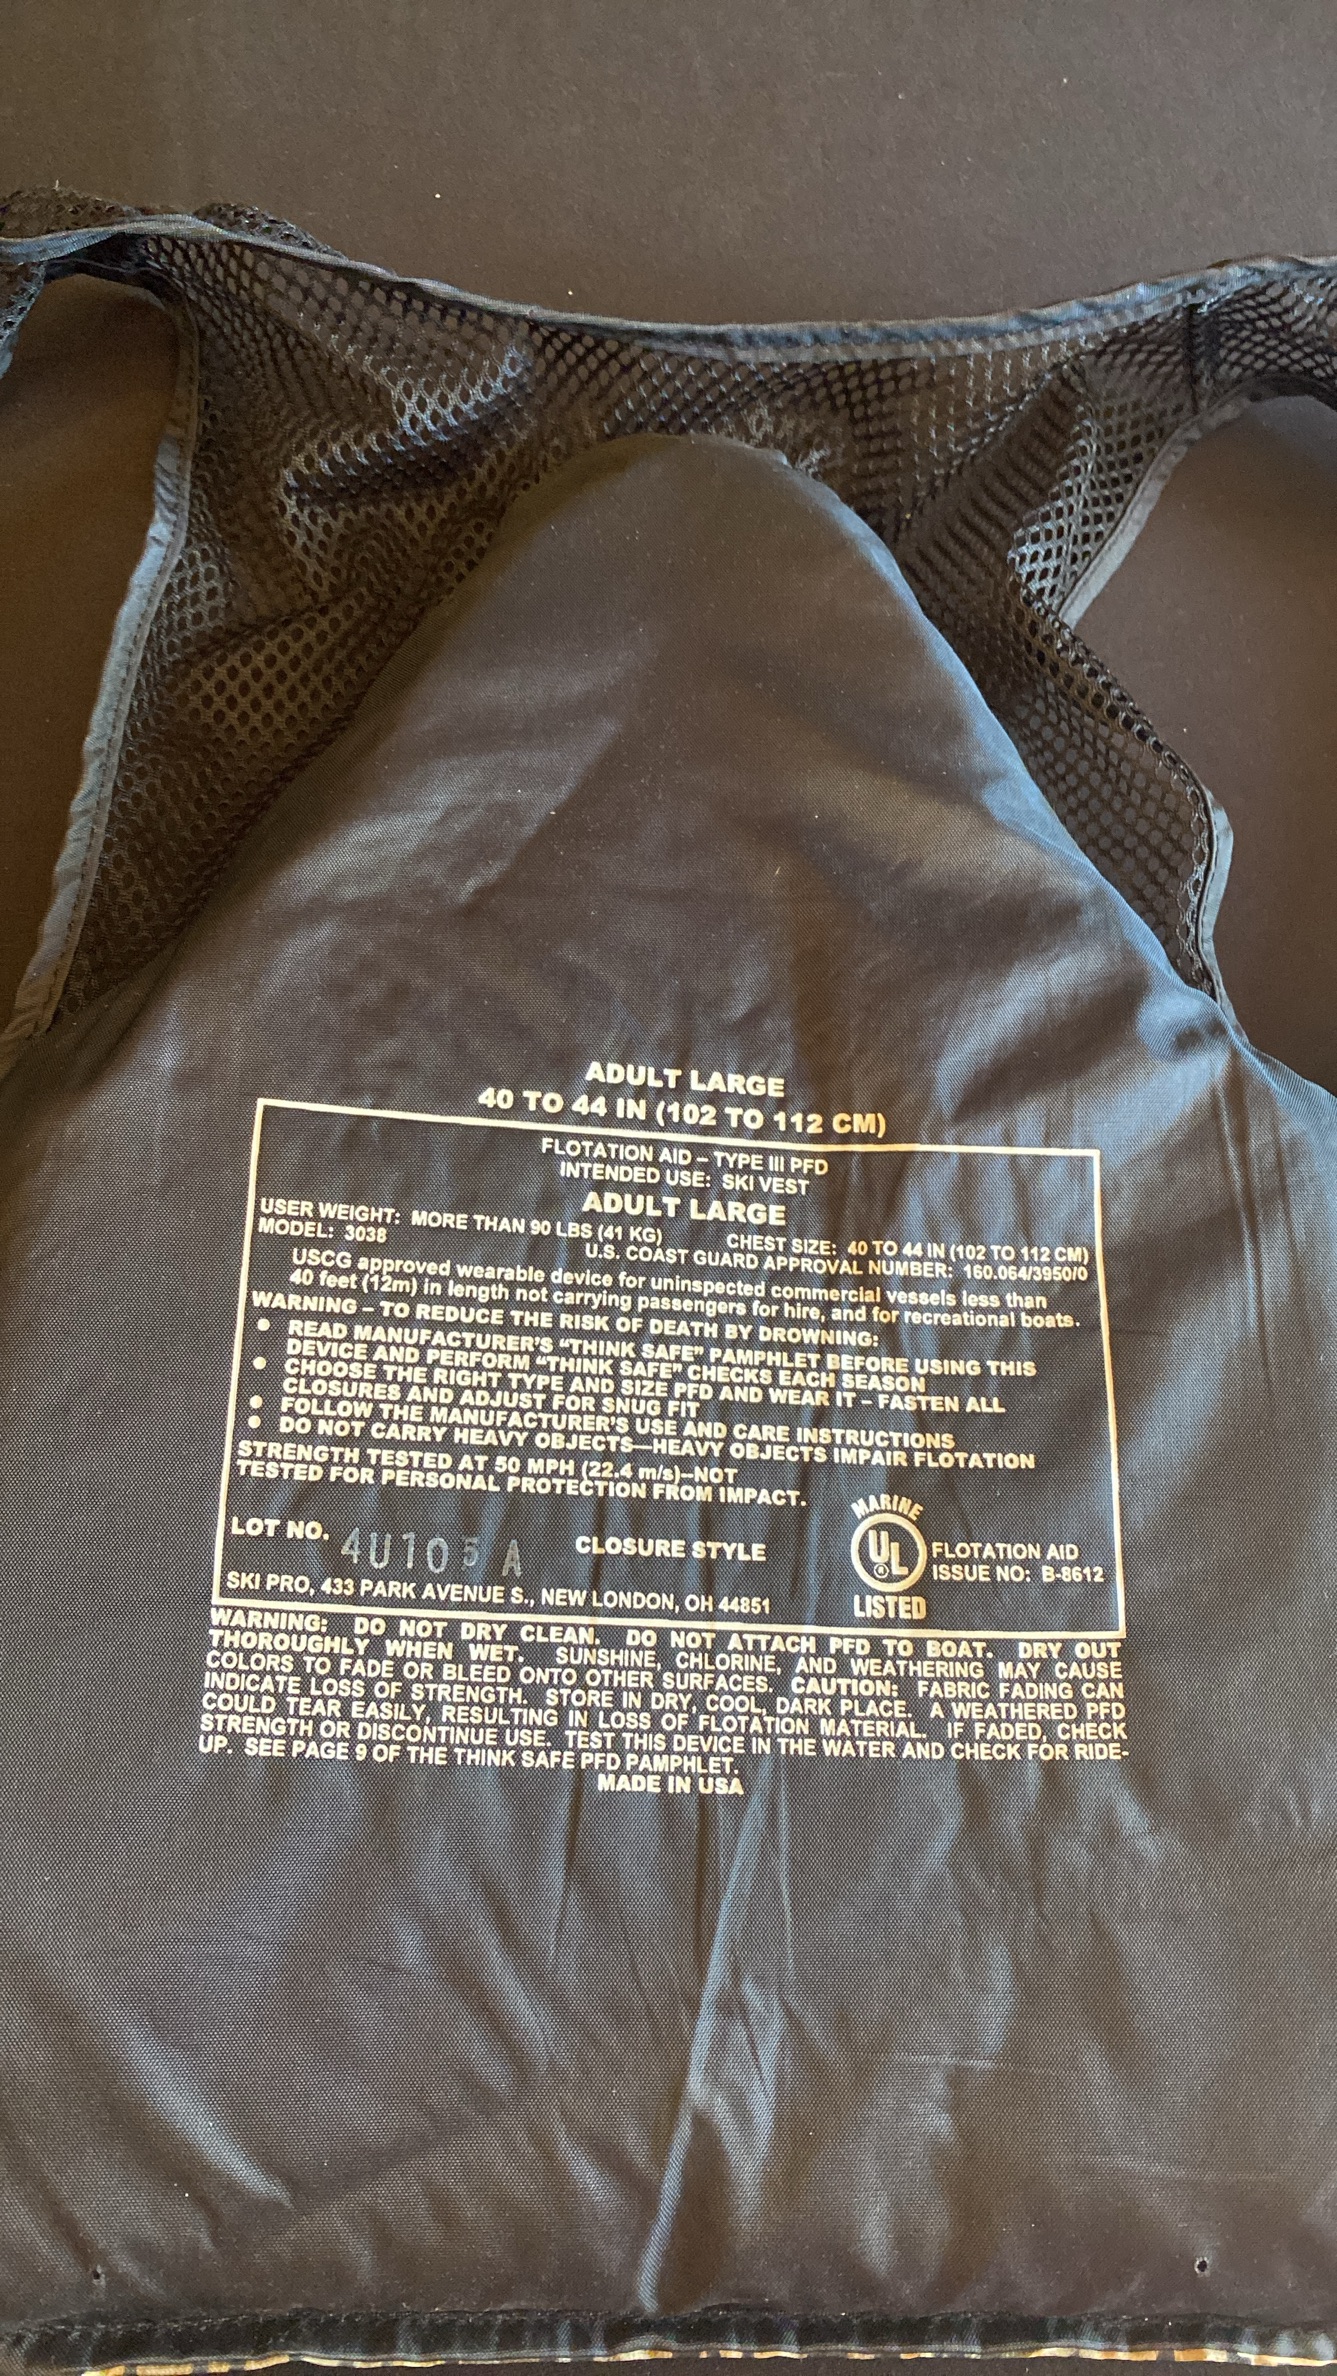 ADULT LARGE
40 TO 44 IN (102 TO 112 CM)
FLOTATION AID – TYPE III PFD
INTENDED USE: SKI VEST
ADULT LARGE
USER WEIGHT: MORE THAN 90 LBS (41 KG) CHEST SIZE: 40 TO 44 IN (102 TO 112 CM)
MODEL: 3038 U.S. COAST GUARD APPROVAL NUMBER: 160.064/3950/0
USCG approved wearable device for uninspected commercial vessels less than
40 feet (12m) in length not carrying passengers for hire, and for recreational boats.
WARNING – TO REDUCE THE RISK OF DEATH BY DROWNING:
• READ MANUFACTURER'S "THINK SAFE" PAMPHLET BEFORE USING THIS
DEVICE AND PERFORM "THINK SAFE" CHECKS EACH SEASON
• CHOOSE THE RIGHT TYPE AND SIZE PFD AND WEAR IT – FASTEN ALL
CLOSURES AND ADJUST FOR SNUG FIT
• FOLLOW THE MANUFACTURER'S USE AND CARE INSTRUCTIONS
• DO NOT CARRY HEAVY OBJECTS—HEAVY OBJECTS IMPAIR FLOTATION
STRENGTH TESTED AT 50 MPH (22.4 m/s)–NOT
TESTED FOR PERSONAL PROTECTION FROM IMPACT.
LOT NO. 4U105 A CLOSURE STYLE
MARINE
UL ®
LISTED
FLOTATION AID
ISSUE NO: B-8612
SKI PRO, 433 PARK AVENUE S., NEW LONDON, OH 44851
WARNING: DO NOT DRY CLEAN. DO NOT ATTACH PFD TO BOAT. DRY OUT
THOROUGHLY WHEN WET. SUNSHINE, CHLORINE, AND WEATHERING MAY CAUSE
COLORS TO FADE OR BLEED ONTO OTHER SURFACES. CAUTION: FABRIC FADING CAN
INDICATE LOSS OF STRENGTH. STORE IN DRY, COOL, DARK PLACE. A WEATHERED PFD
COULD TEAR EASILY, RESULTING IN LOSS OF FLOTATION MATERIAL. IF FADED, CHECK
STRENGTH OR DISCONTINUE USE. TEST THIS DEVICE IN THE WATER AND CHECK FOR RIDE-
UP. SEE PAGE 9 OF THE THINK SAFE PFD PAMPHLET.
MADE IN USA